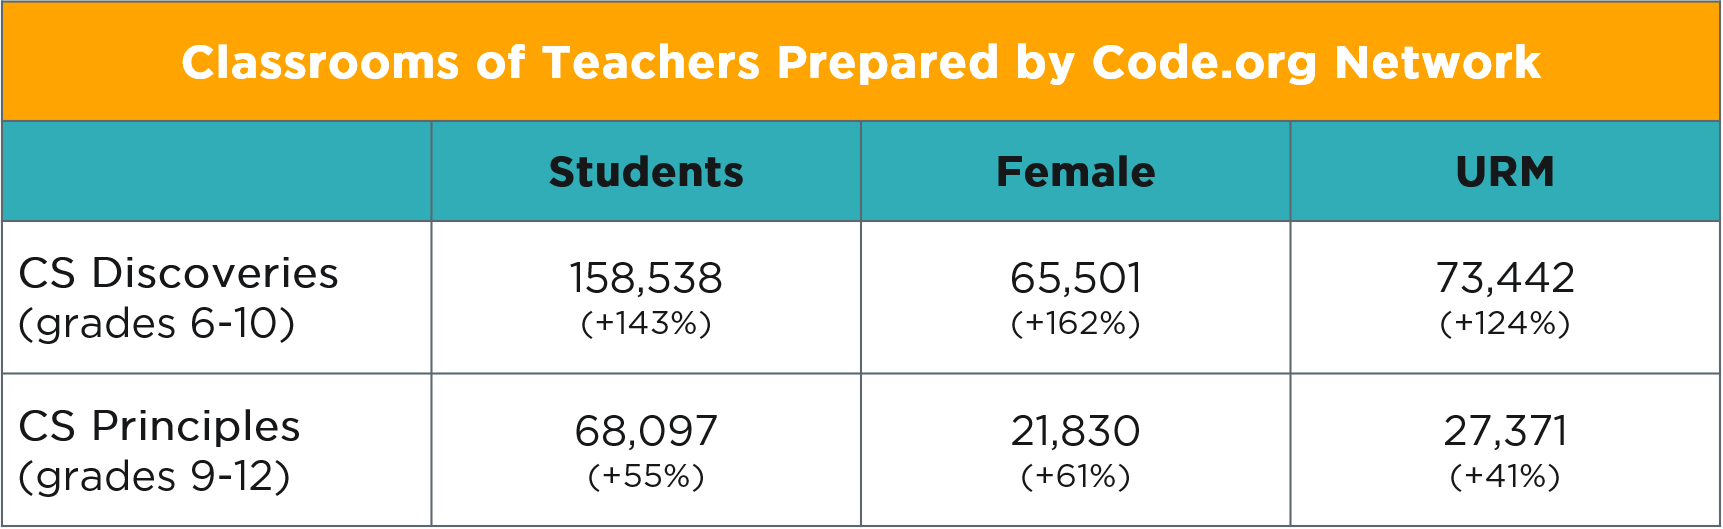 Classrooms of Teachers Prepared by Code.org Network
Students Female URM
CS Discoveries
(grades 6-10)
158,538
(+143%)
65,501
(+162%)
73,442
(+124%)
CS Principles
(grades 9-12)
68,097
(+55%)
21,830
(+61%)
27,371
(+41%)